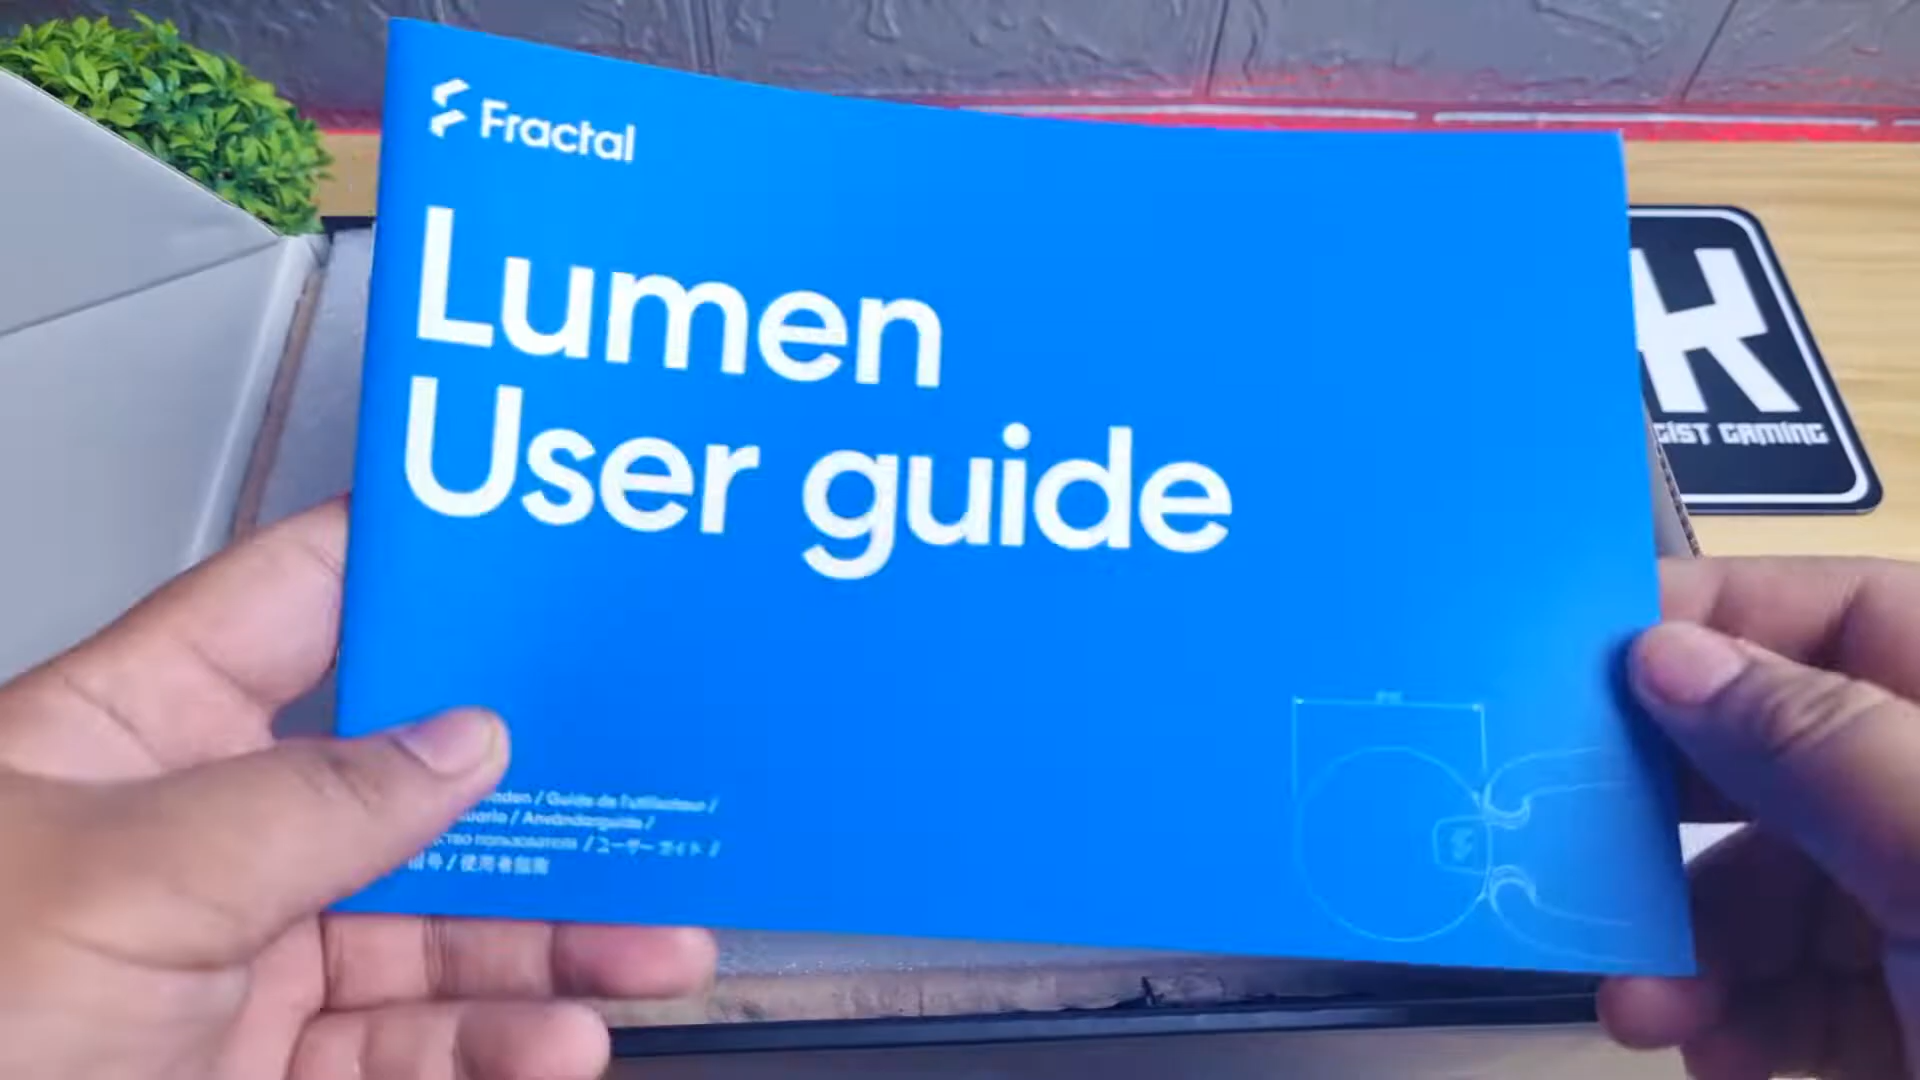 Fractal
Lumen
User guide
K
GIST GAMING
/ Guide de l'utilisateur /
/ Användarguide /
/ ユーザー ガイド /
/ 使用者指南